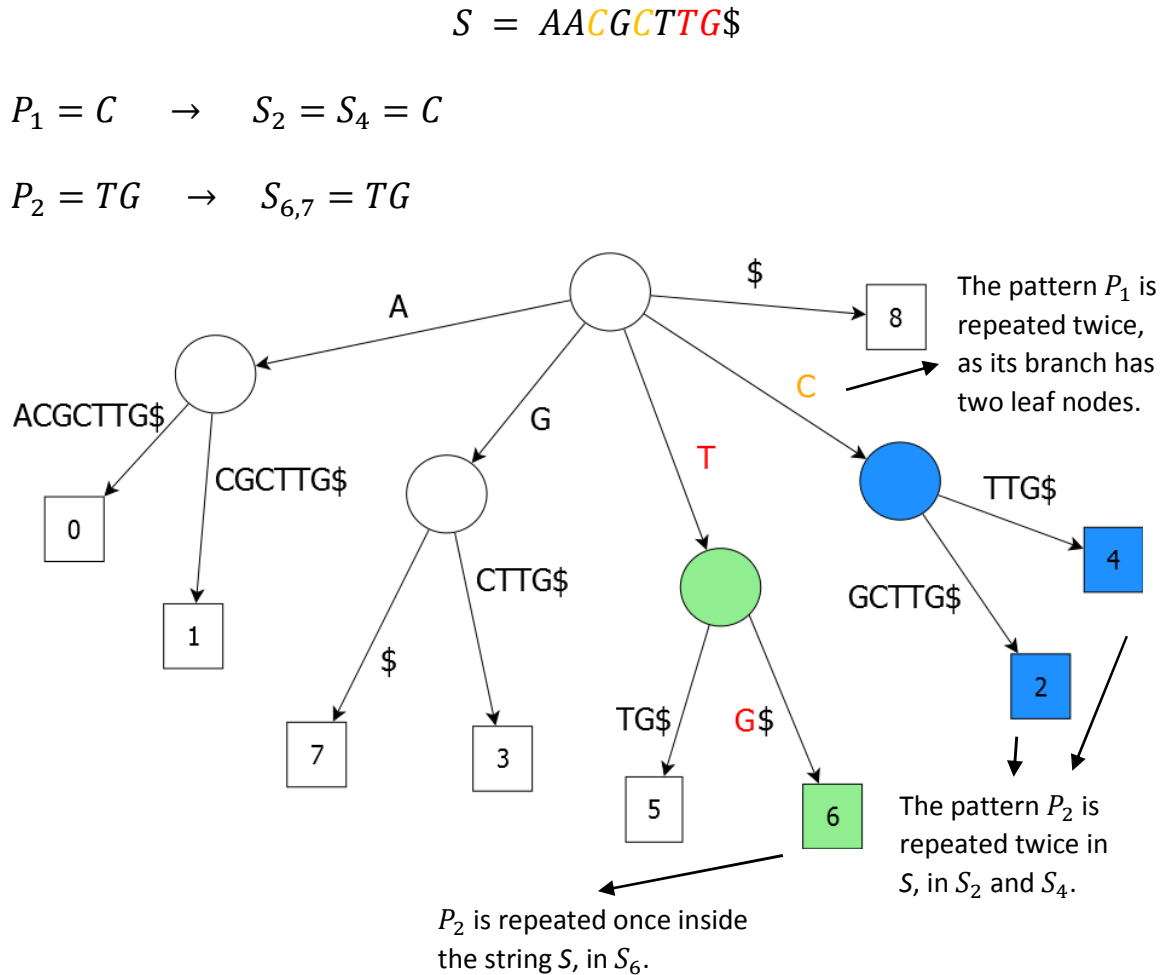 S = AACGCTTG$
P₁ = C → S₂ = S₄ = C
P₂ = TG → S₆,₇ = TG
$
A
8
The pattern P₁ is
repeated twice,
as its branch has
two leaf nodes.
C
G
T
ACGCTTG$
CGCTTG$
TTG$
0
4
CTTG$
GCTTG$
1
$
2
7
3
TG$
G$
5
6
The pattern P₂ is
repeated twice in
S, in S₂ and S₄.
P₂ is repeated once inside
the string S, in S₆.